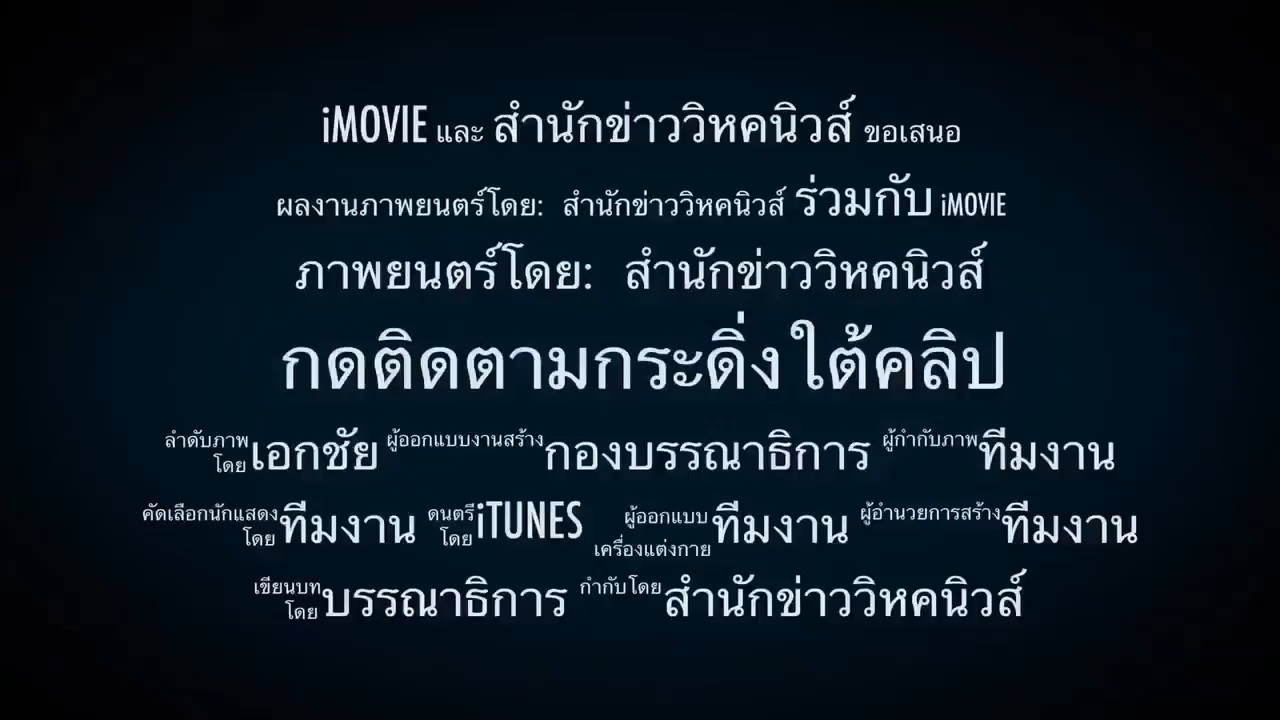 iMOVIE และ สำนักข่าววิหคนิวส์ ขอเสนอ
ผลงานภาพยนตร์โดย: สำนักข่าววิหคนิวส์ ร่วมกับ iMOVIE
ภาพยนตร์โดย: สำนักข่าววิหคนิวส์
กดติดตามกระดิ่ง ใต้คลิป
ลำดับภาพโดย เอกชัย ผู้ออกแบบงานสร้าง กองบรรณาธิการ ผู้กำกับภาพ ทีมงาน
คัดเลือกนักแสดงโดย ทีมงาน ดนตรีโดย iTUNES ผู้ออกแบบเครื่องแต่งกาย ทีมงาน ผู้อำนวยการสร้าง ทีมงาน
เขียนบทโดย บรรณาธิการ กำกับโดย สำนักข่าววิหคนิวส์